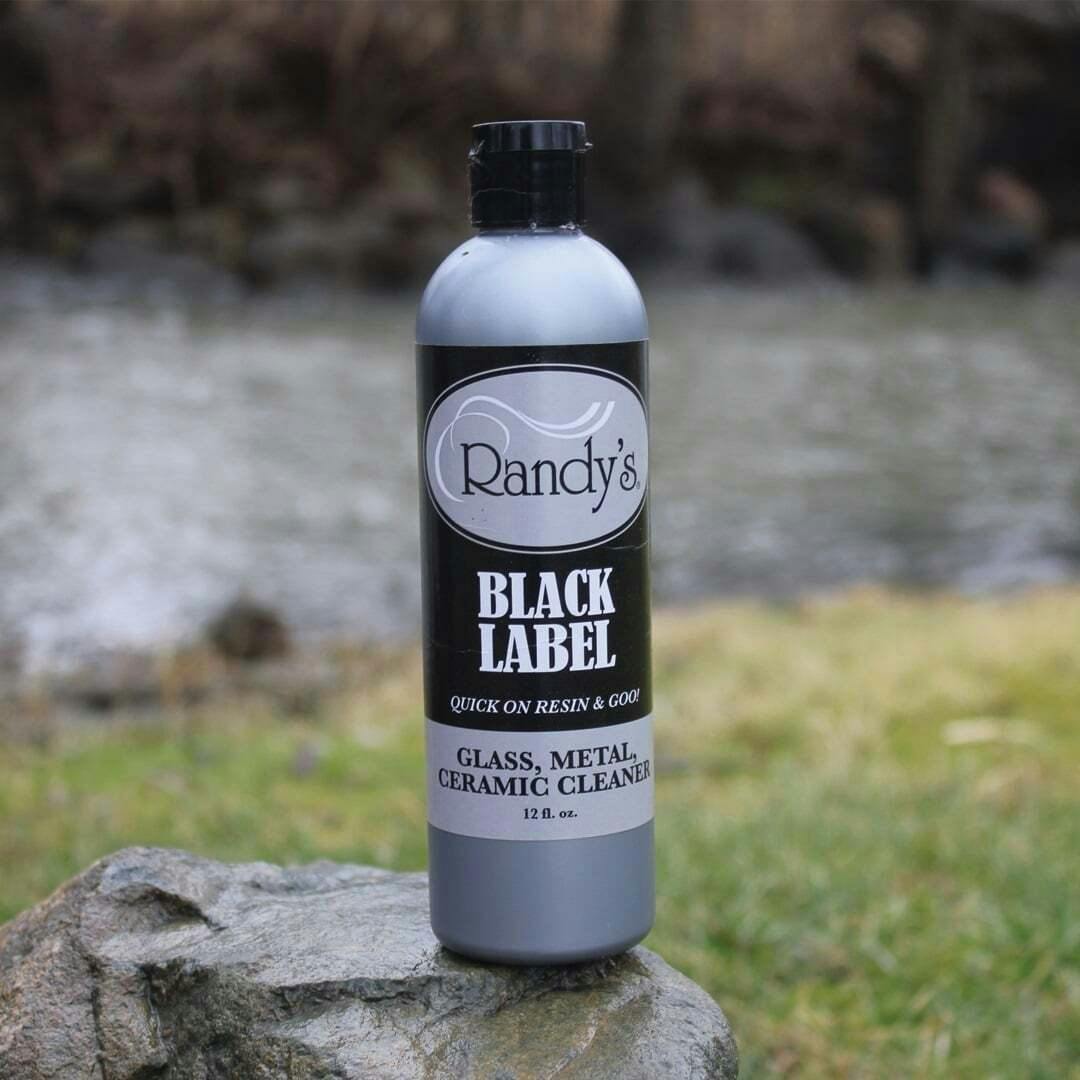 Randy's®
BLACK
LABEL
QUICK ON RESIN & GOO!
GLASS, METAL,
CERAMIC CLEANER
12 fl. oz.